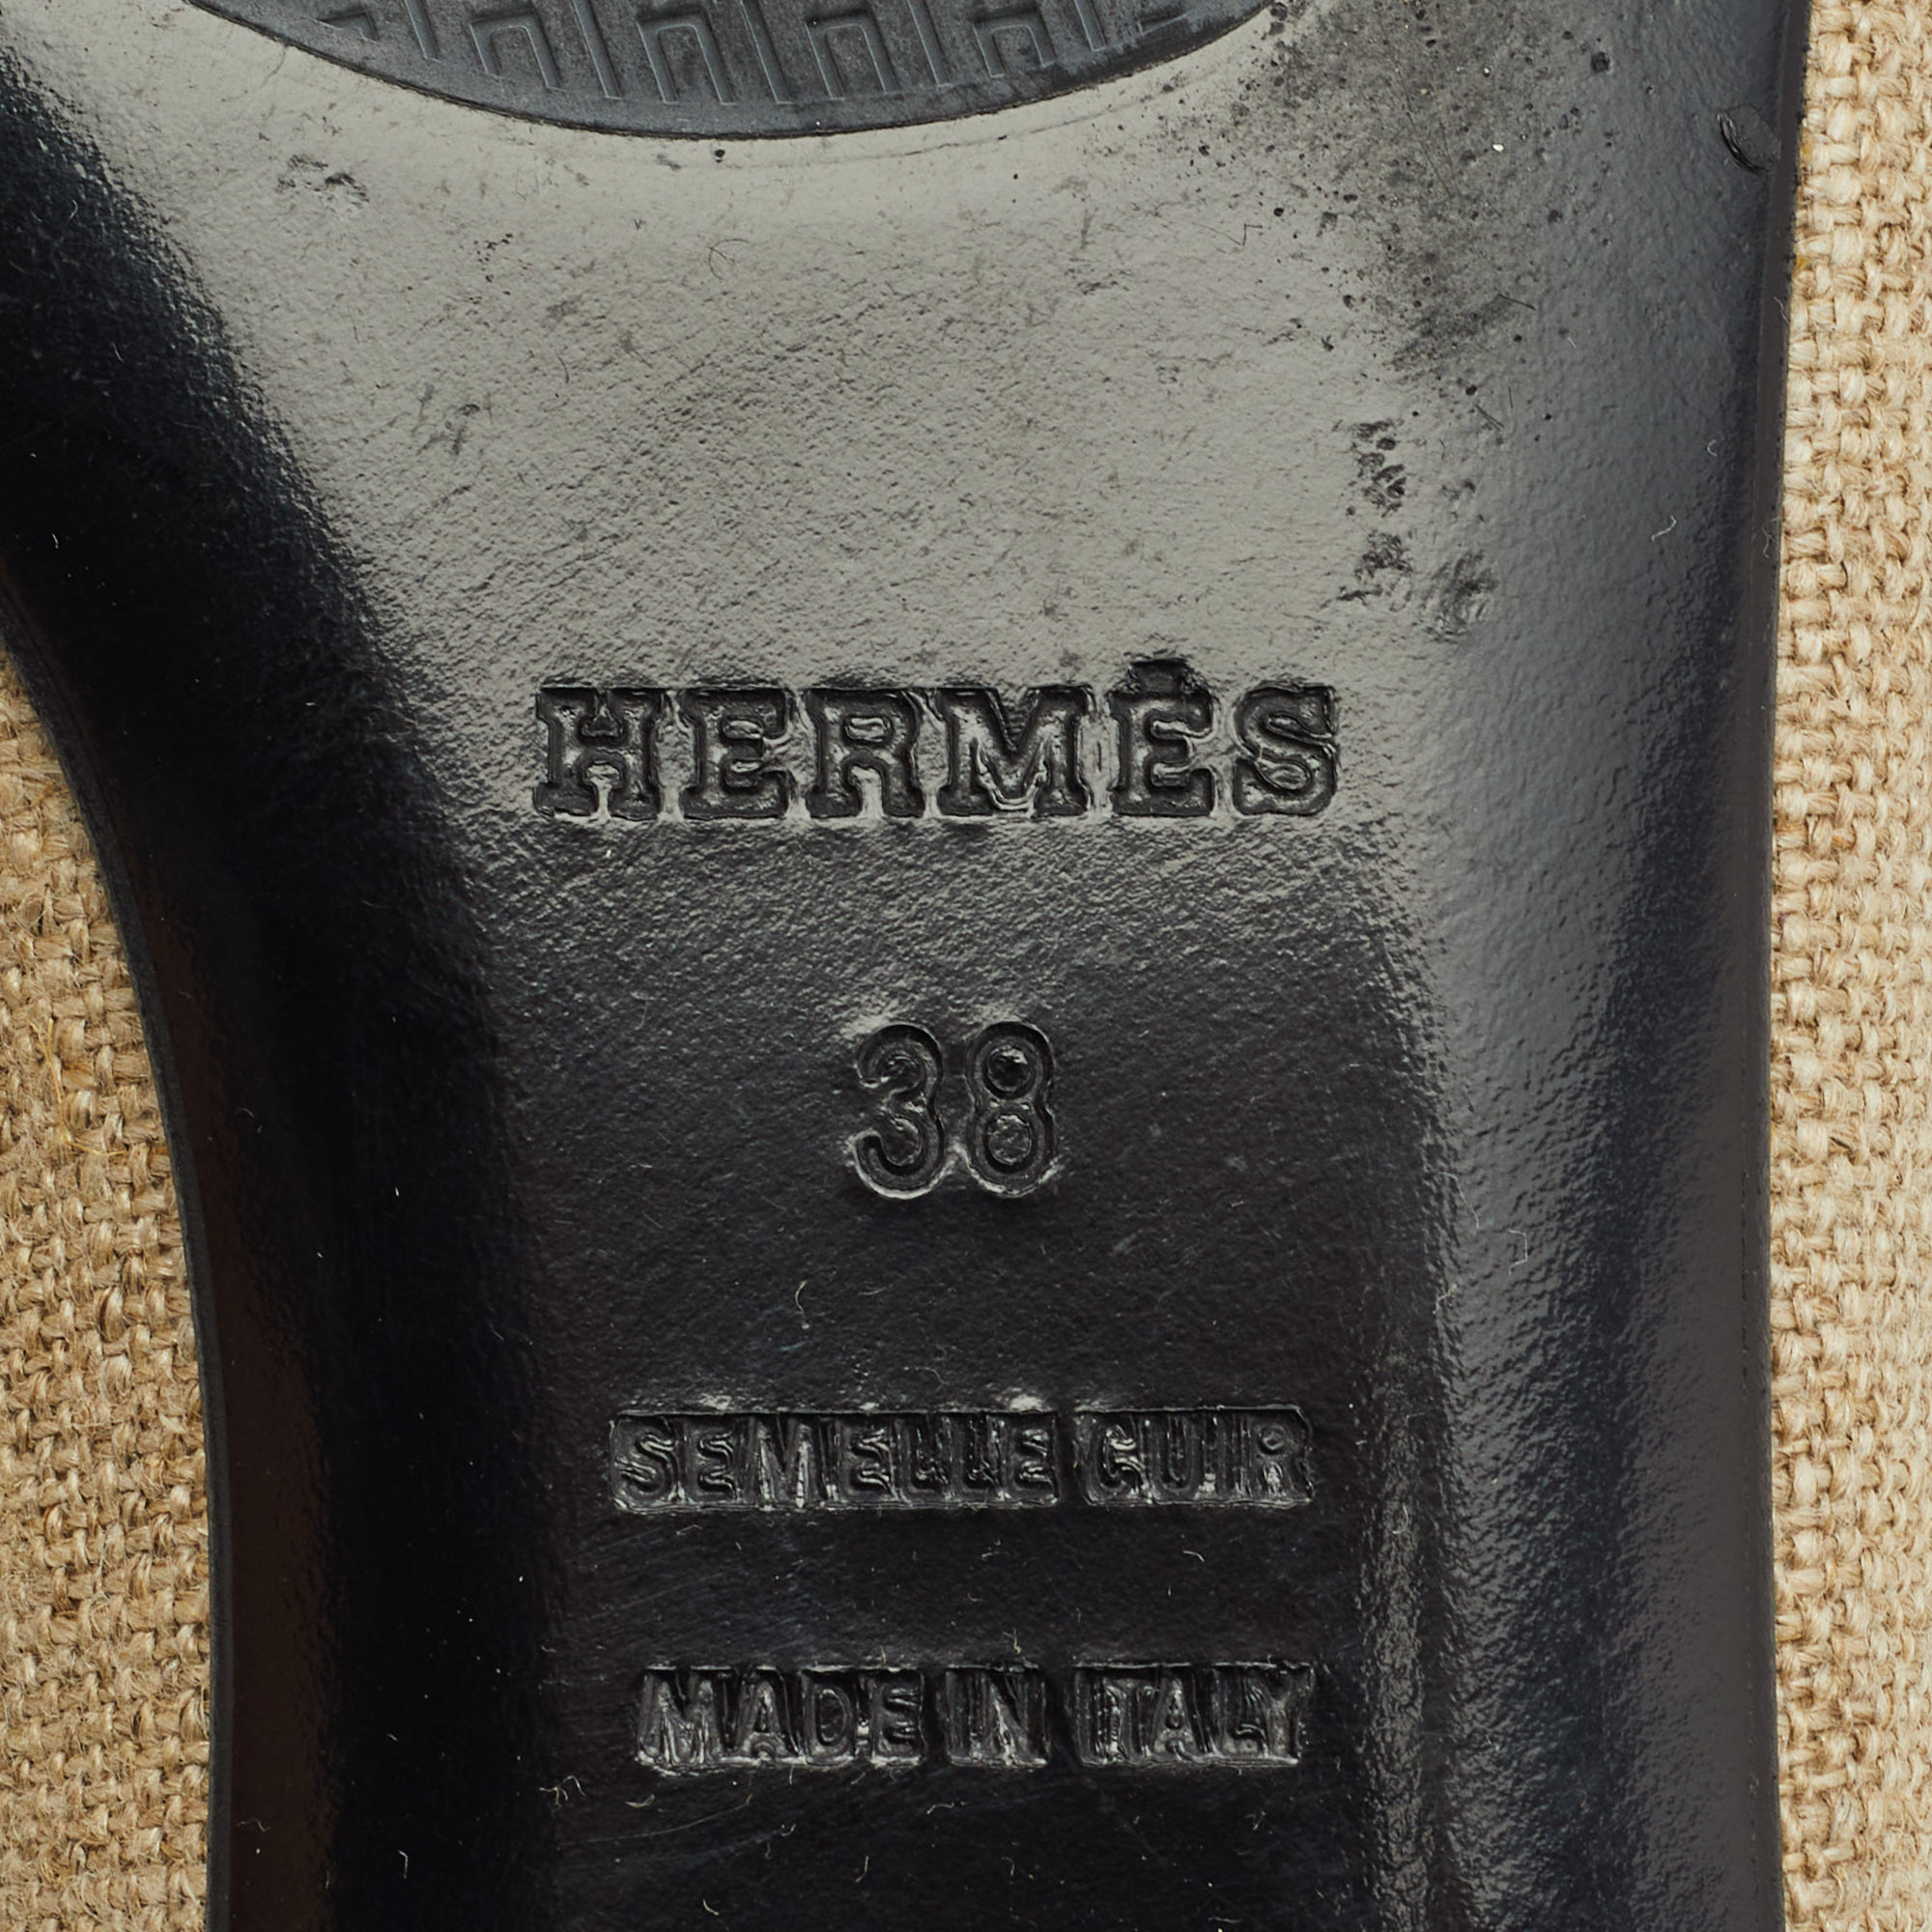 HERMÈS
38
SEMELLE CUIR
MADE IN ITALY